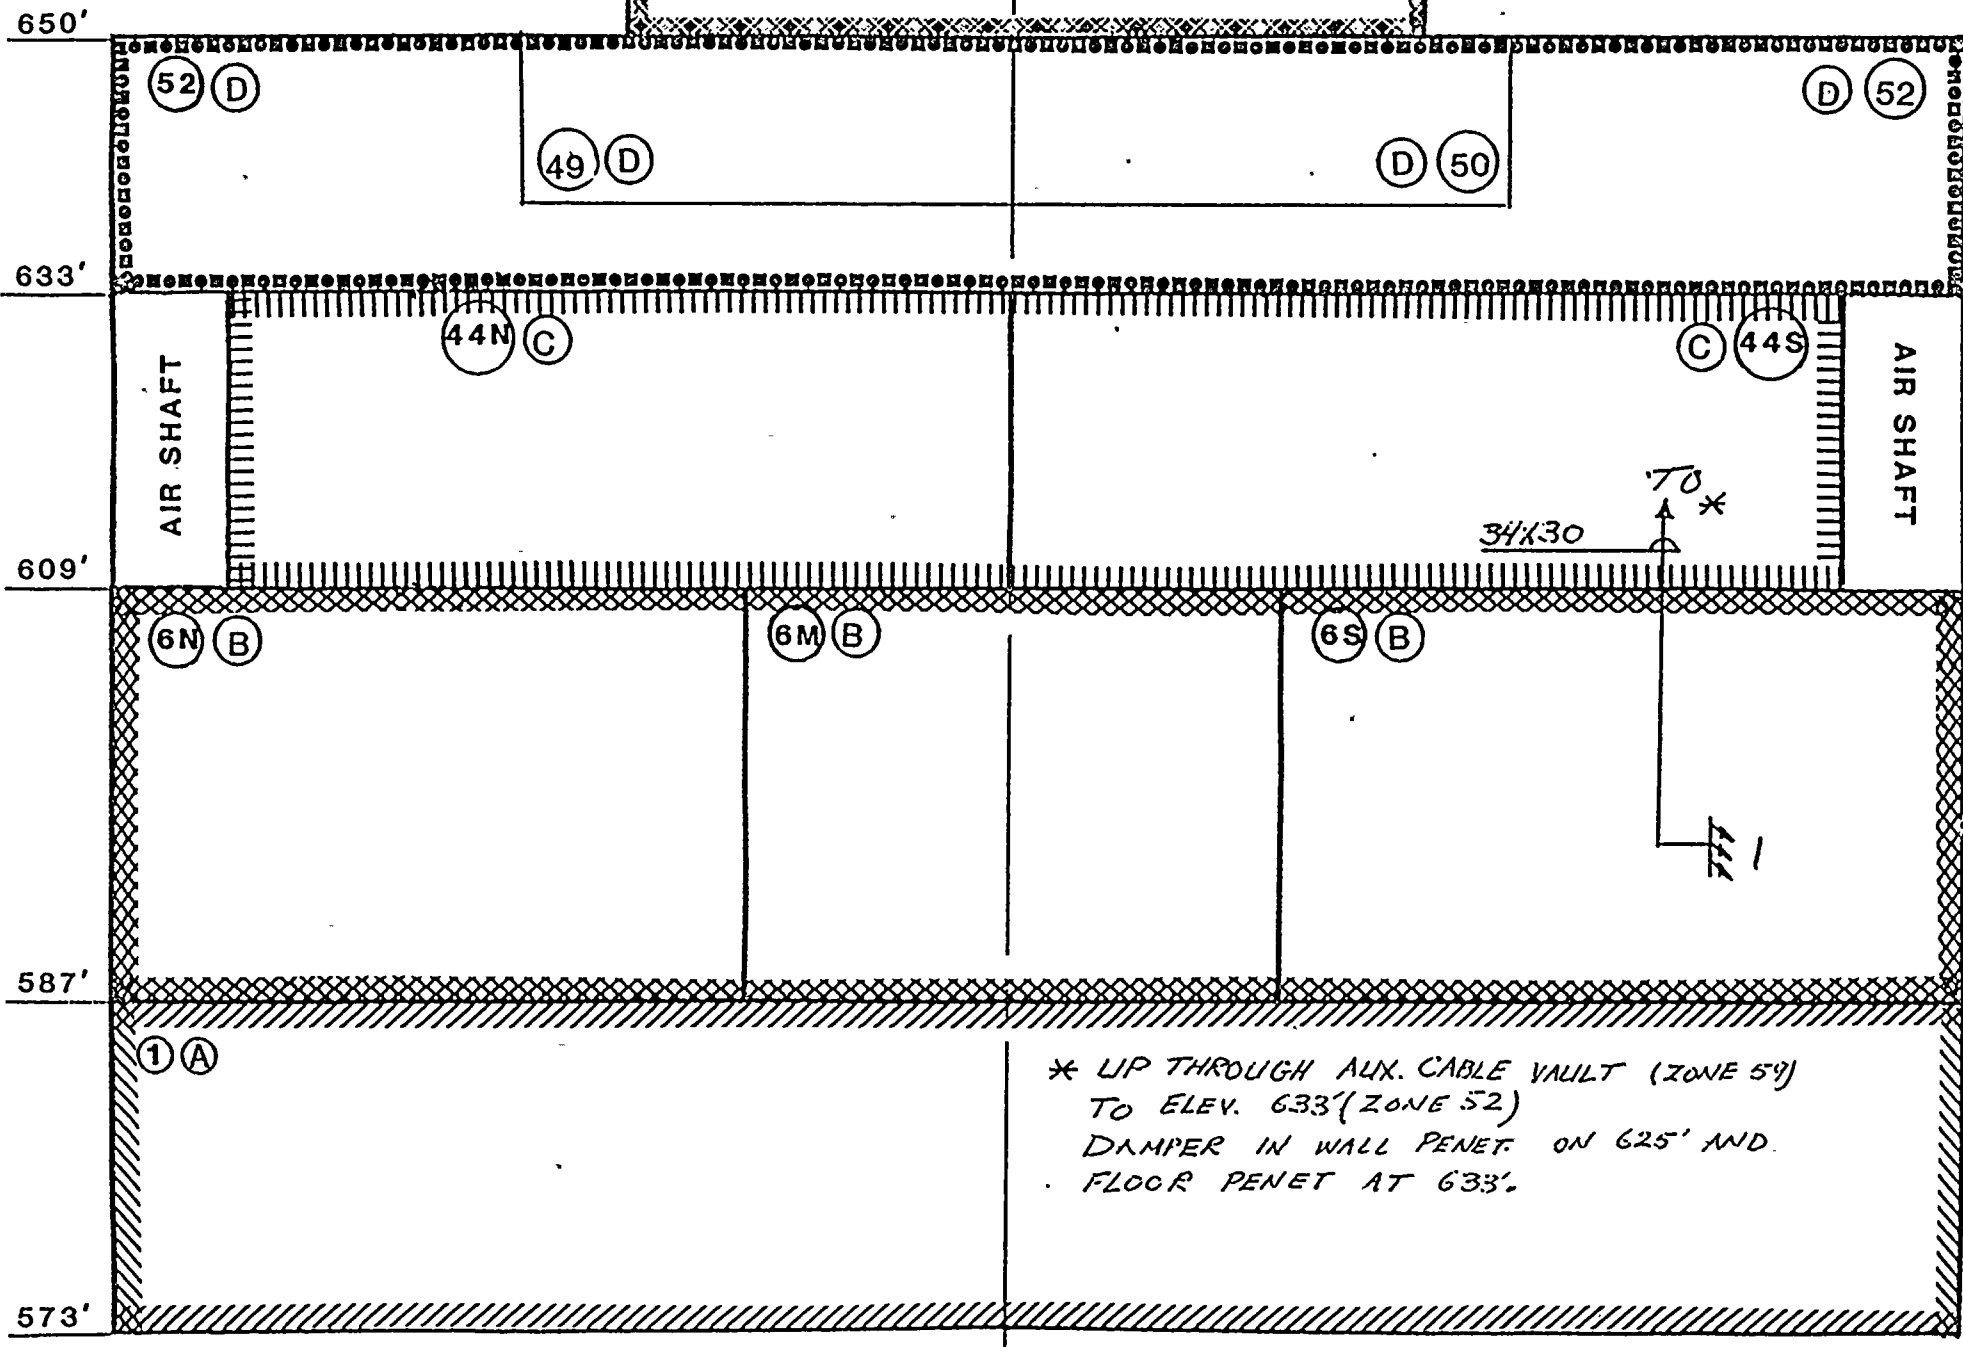 650'
52 D
D 52
49 D
D 50
633'
44N C
C 44S
AIR SHAFT
AIR SHAFT
TO *
34X30
609'
6N B
6M B
6S B
1
587'
1 A
* UP THROUGH AUX. CABLE VAULT (ZONE 59)
TO ELEV. 633' (ZONE 52)
DAMPER IN WALL PENET. ON 625' AND
FLOOR PENET AT 633'.
573'